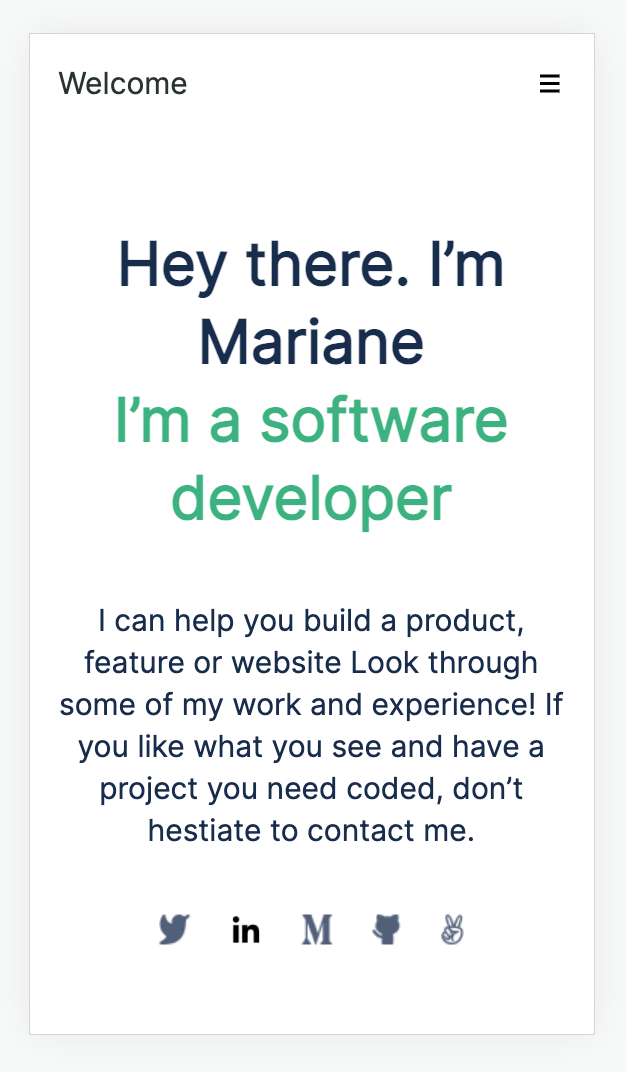 Welcome
Hey there. I’m
Mariane
I’m a software
developer
I can help you build a product,
feature or website Look through
some of my work and experience! If
you like what you see and have a
project you need coded, don’t
hestiate to contact me.
in
M